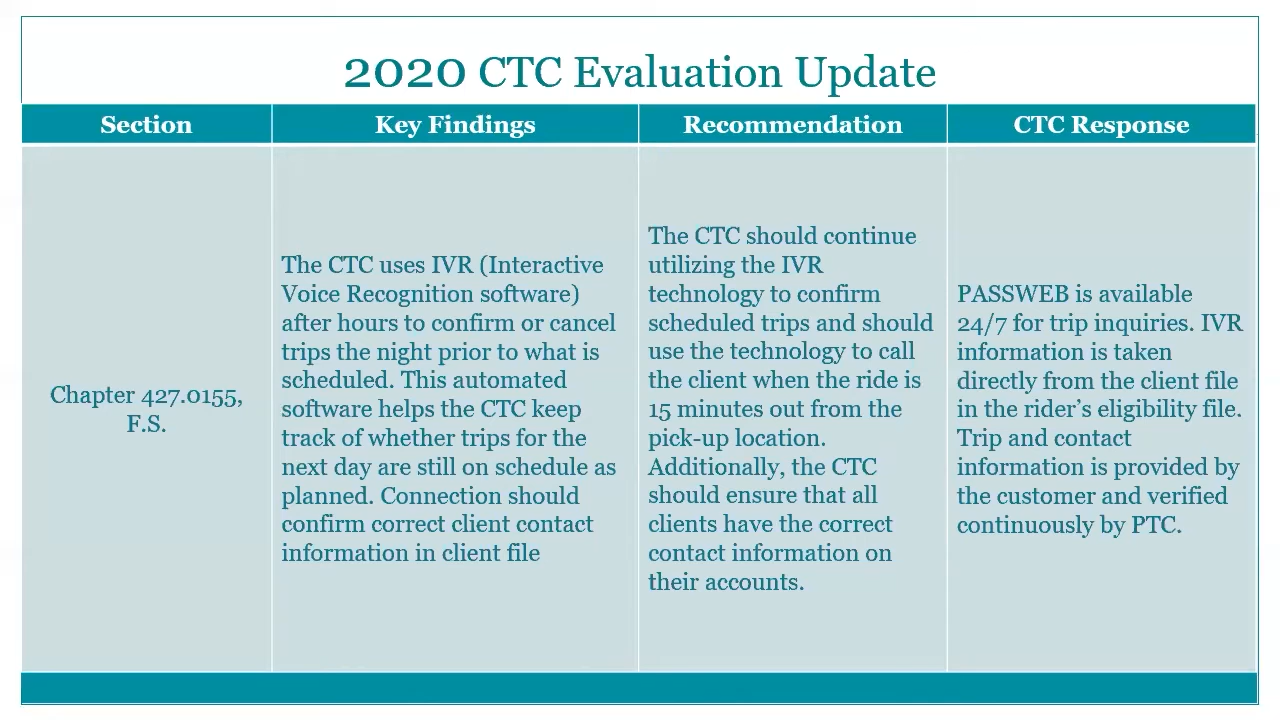 2020 CTC Evaluation Update
Section
Key Findings
Recommendation
CTC Response
Chapter 427.0155,
F.S.
The CTC uses IVR (Interactive
Voice Recognition software)
after hours to confirm or cancel
trips the night prior to what is
scheduled. This automated
software helps the CTC keep
track of whether trips for the
next day are still on schedule as
planned. Connection should
confirm correct client contact
information in client file
The CTC should continue
utilizing the IVR
technology to confirm
scheduled trips and should
use the technology to call
the client when the ride is
15 minutes out from the
pick-up location.
Additionally, the CTC
should ensure that all
clients have the correct
contact information on
their accounts.
PASSWEB is available
24/7 for trip inquiries. IVR
information is taken
directly from the client file
in the rider’s eligibility file.
Trip and contact
information is provided by
the customer and verified
continuously by PTC.